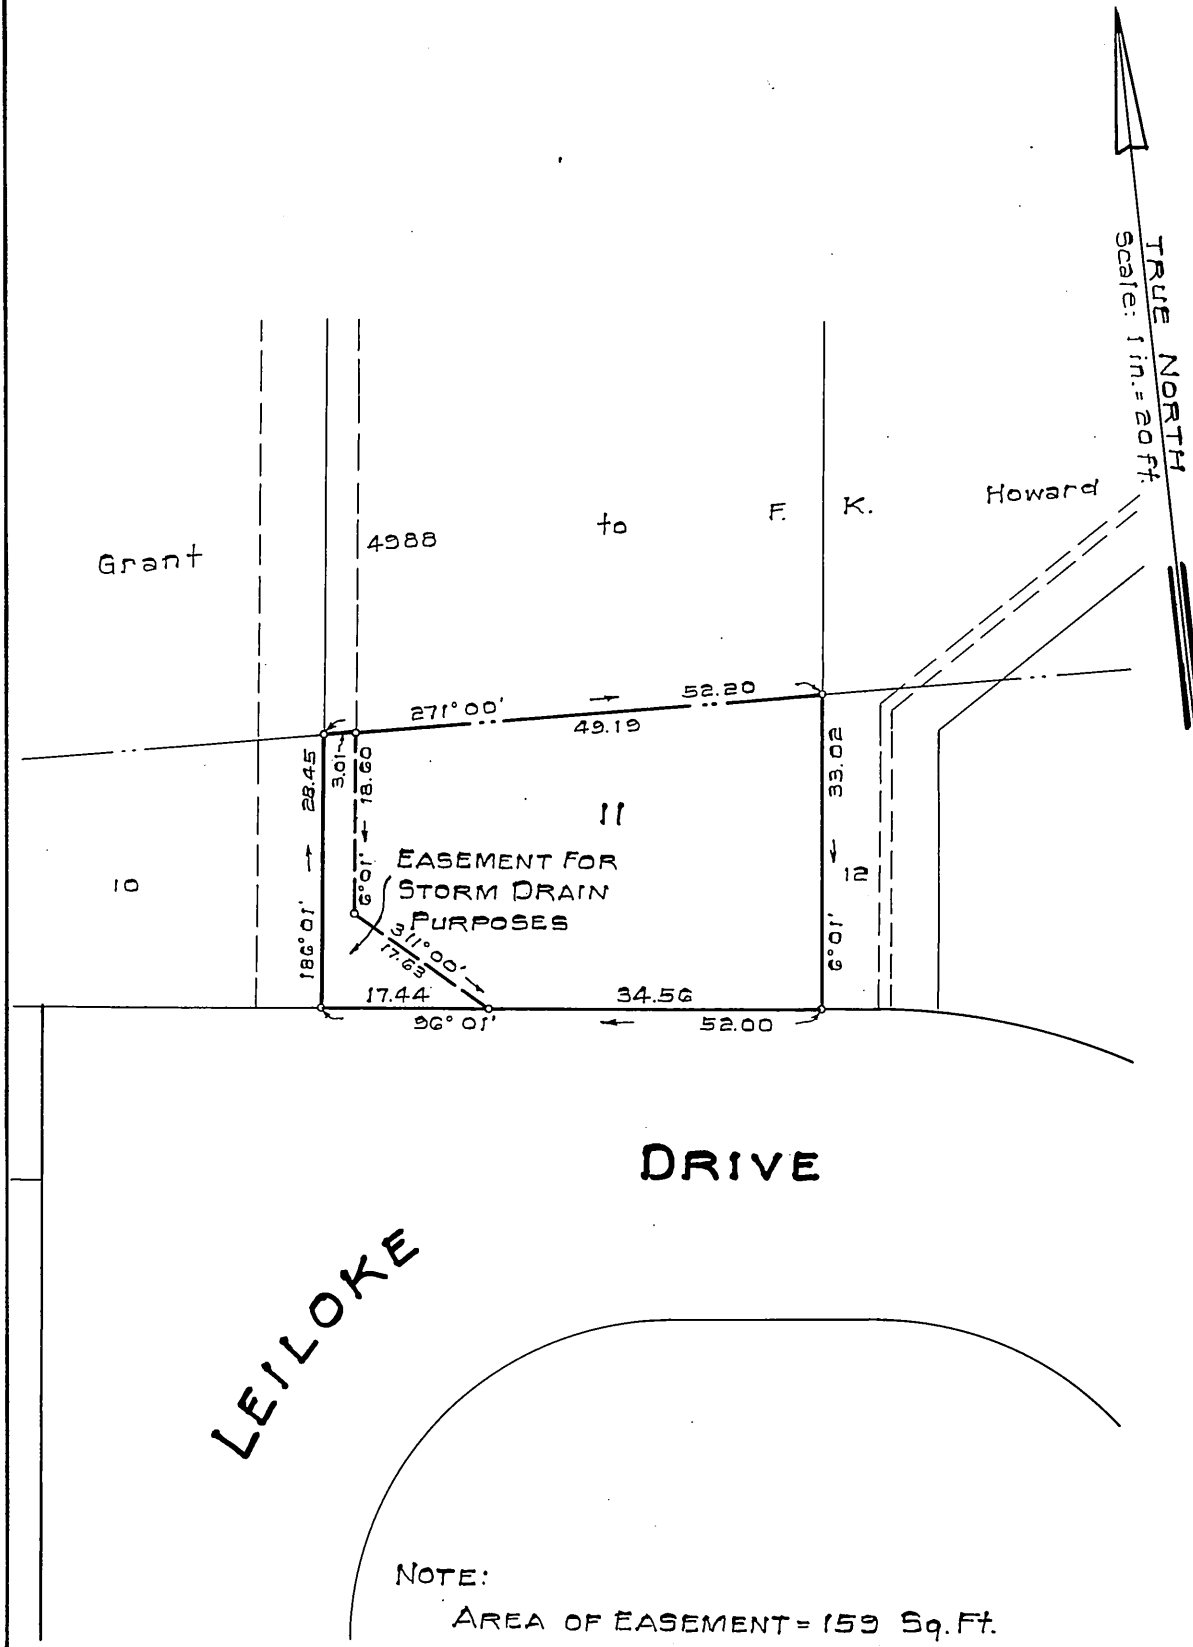 TRUE NORTH
Scale: 1 in. = 20 ft.
Grant 4988 to F. K. Howard
271° 00'
52.20
49.19
28.45
3.01
18.60
33.02
11
10
12
6° 01'
EASEMENT FOR
STORM DRAIN
PURPOSES
186° 01'
311° 00'
17.63
6° 01'
17.44
34.56
96° 01'
52.00
DRIVE
LEILOKE
NOTE:
AREA OF EASEMENT = 159 Sq. Ft.